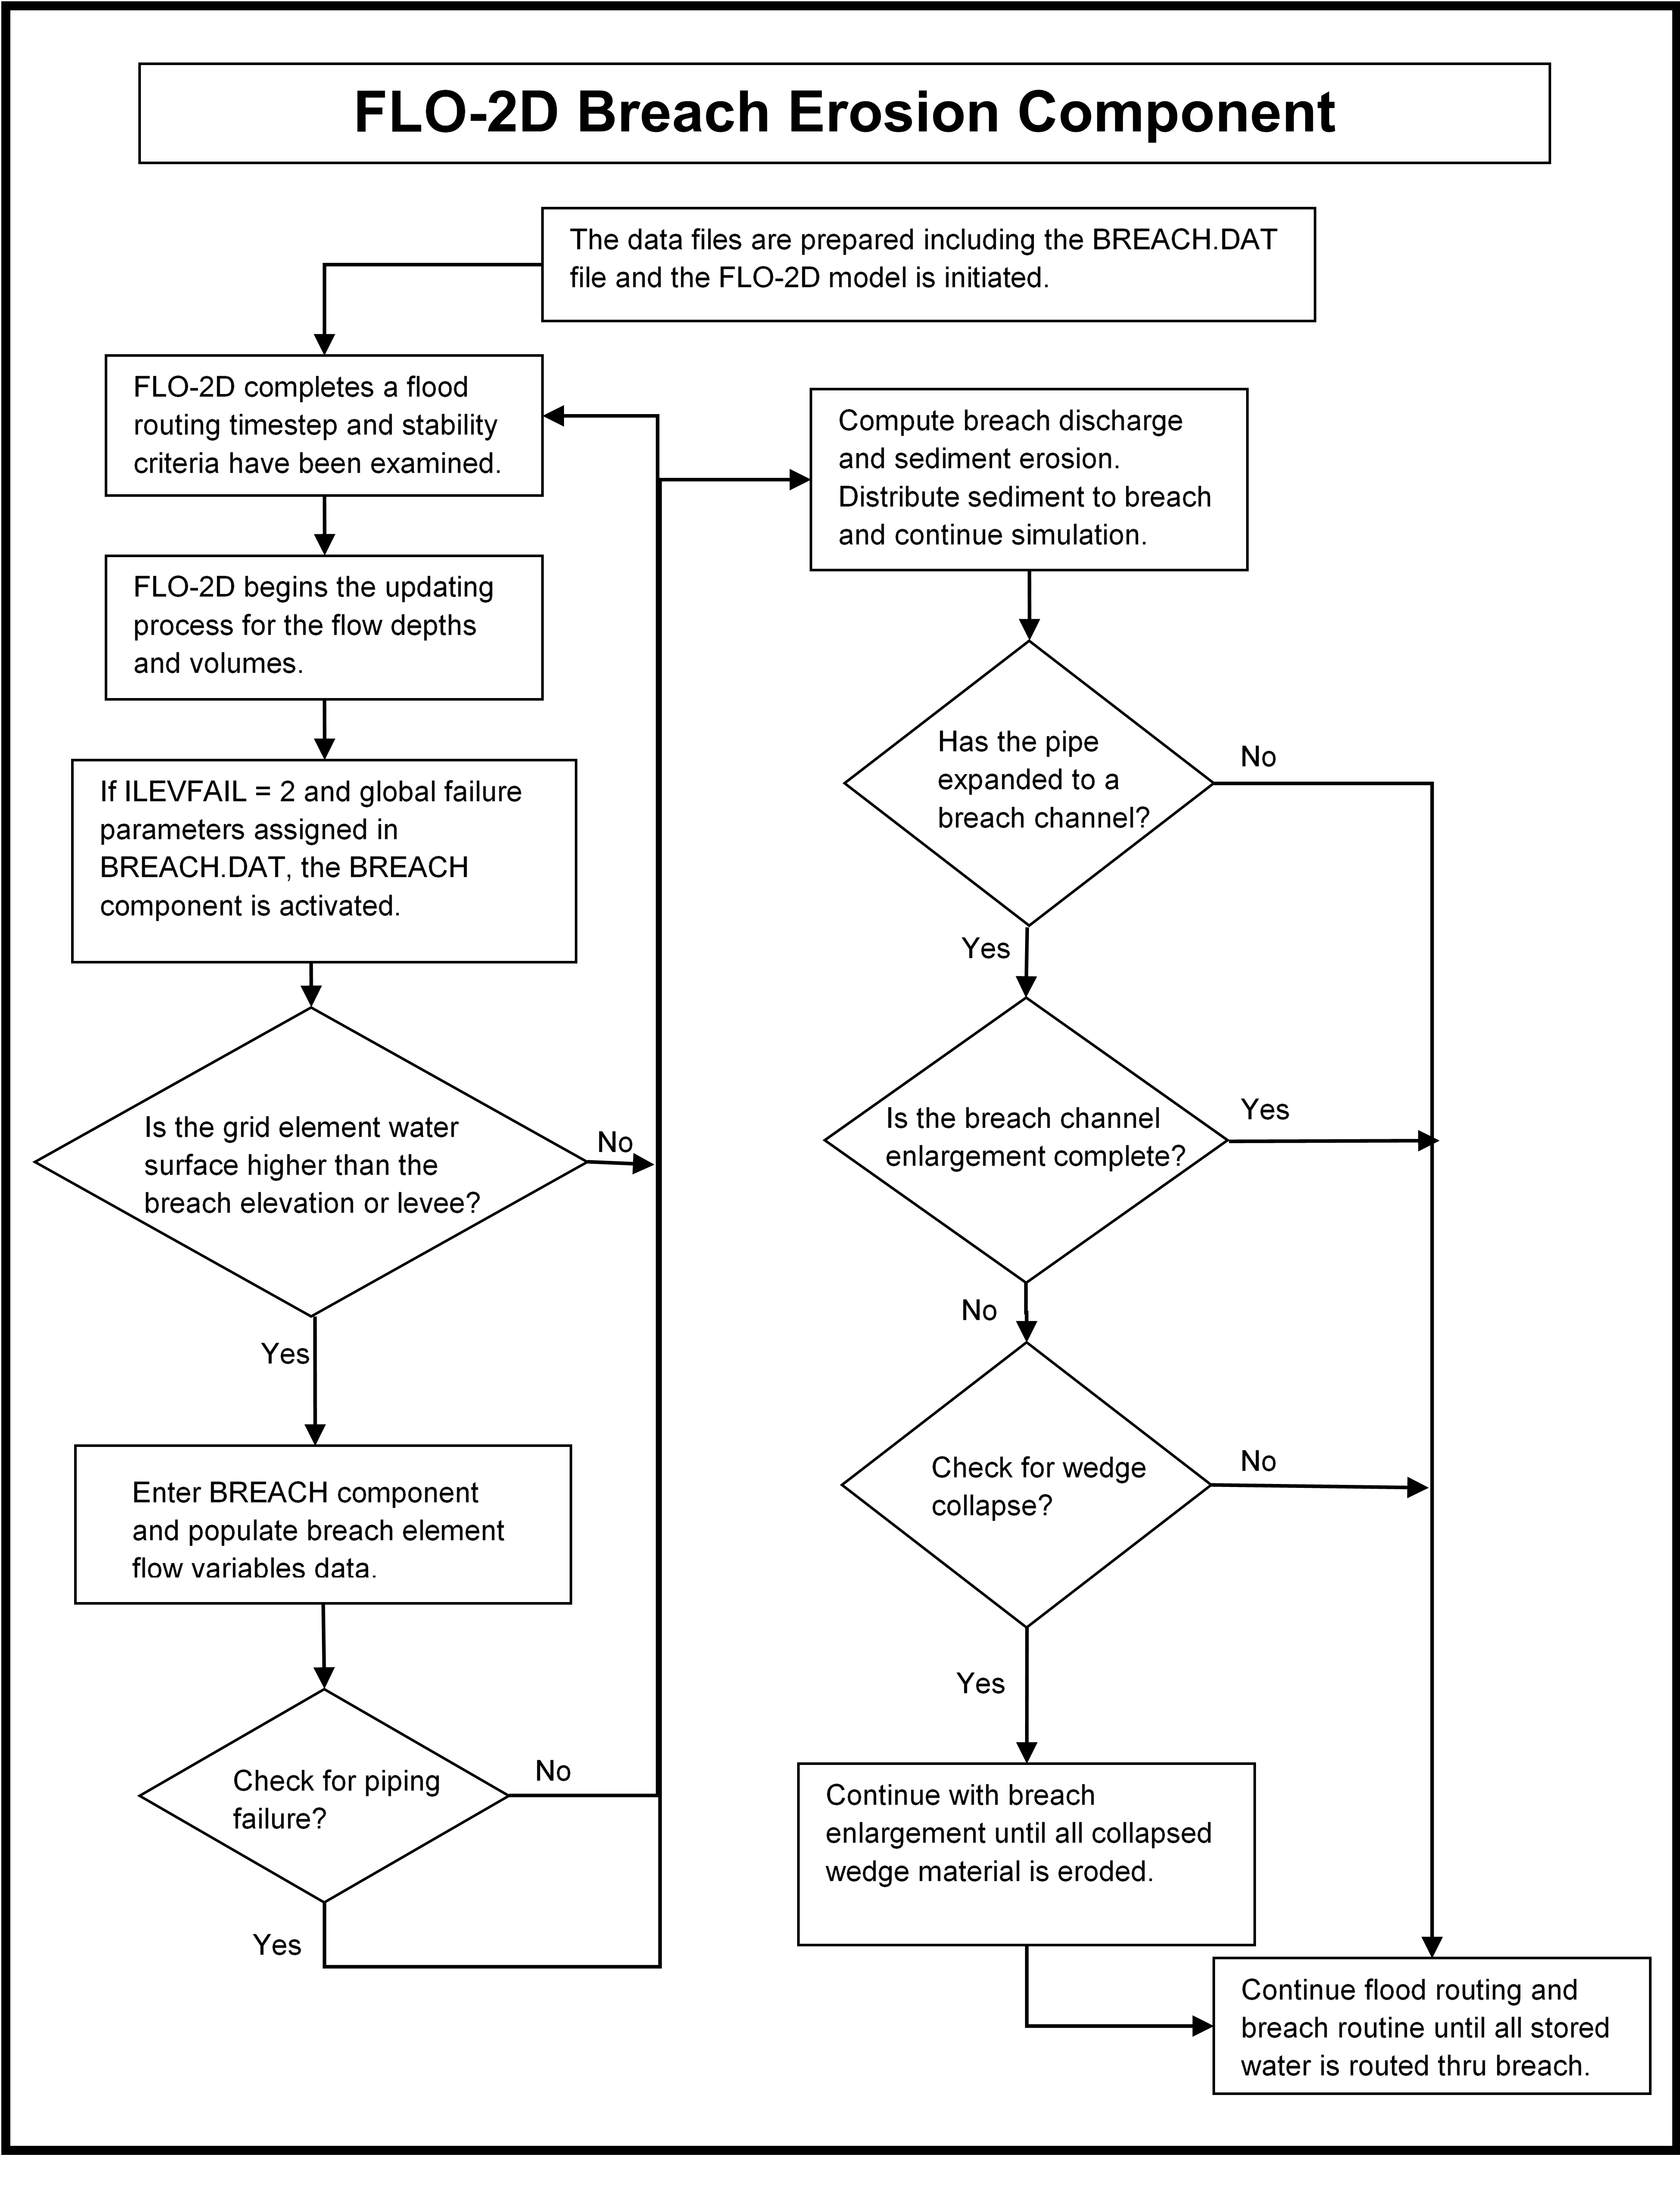 FLO-2D Breach Erosion Component
The data files are prepared including the BREACH.DAT
file and the FLO-2D model is initiated.
FLO-2D completes a flood
routing timestep and stability
criteria have been examined.
FLO-2D begins the updating
process for the flow depths
and volumes.
If ILEVFAIL = 2 and global failure
parameters assigned in
BREACH.DAT, the BREACH
component is activated.
Is the grid element water
surface higher than the
breach elevation or levee?
No
Yes
Enter BREACH component
and populate breach element
flow variables data.
Check for piping
failure?
No
Yes
Compute breach discharge
and sediment erosion.
Distribute sediment to breach
and continue simulation.
Has the pipe
expanded to a
breach channel?
No
Yes
Is the breach channel
enlargement complete?
Yes
No
Check for wedge
collapse?
No
Yes
Continue with breach
enlargement until all collapsed
wedge material is eroded.
Continue flood routing and
breach routine until all stored
water is routed thru breach.